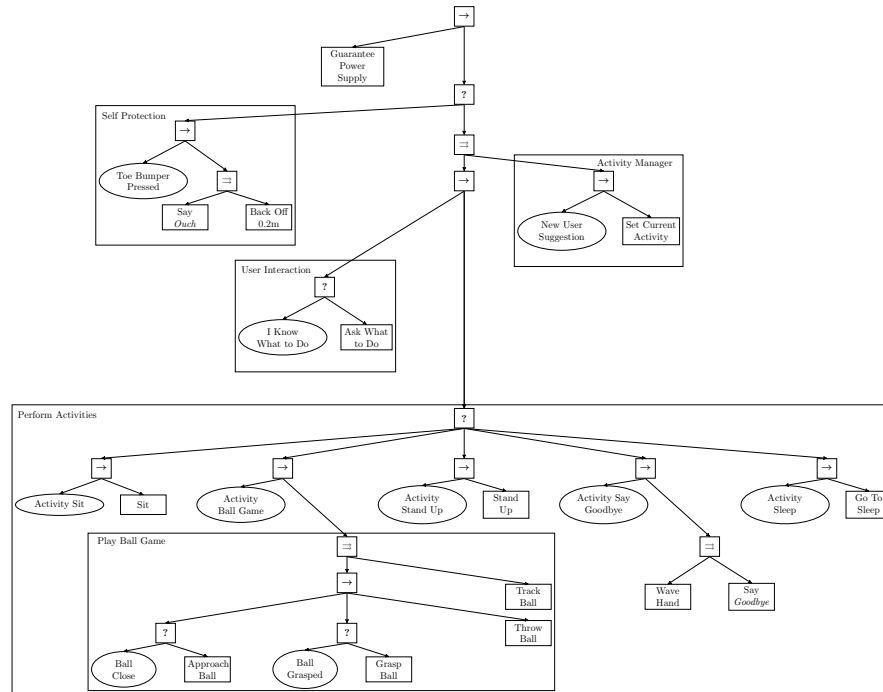 →
Guarantee
Power
Supply
?
Self Protection
→
⇉
Activity Manager
Toe Bumper
Pressed
⇉
→
→
Say
Ouch
Back Off
0.2m
New User
Suggestion
Set Current
Activity
User Interaction
?
I Know
What to Do
Ask What
to Do
Perform Activities
?
→
→
→
→
→
Activity Sit
Sit
Activity
Ball Game
Activity
Stand Up
Stand
Up
Activity Say
Goodbye
Activity
Sleep
Go To
Sleep
Play Ball Game
⇉
⇉
→
Track
Ball
Wave
Hand
Say
Goodbye
?
?
Throw
Ball
Ball
Close
Approach
Ball
Ball
Grasped
Grasp
Ball